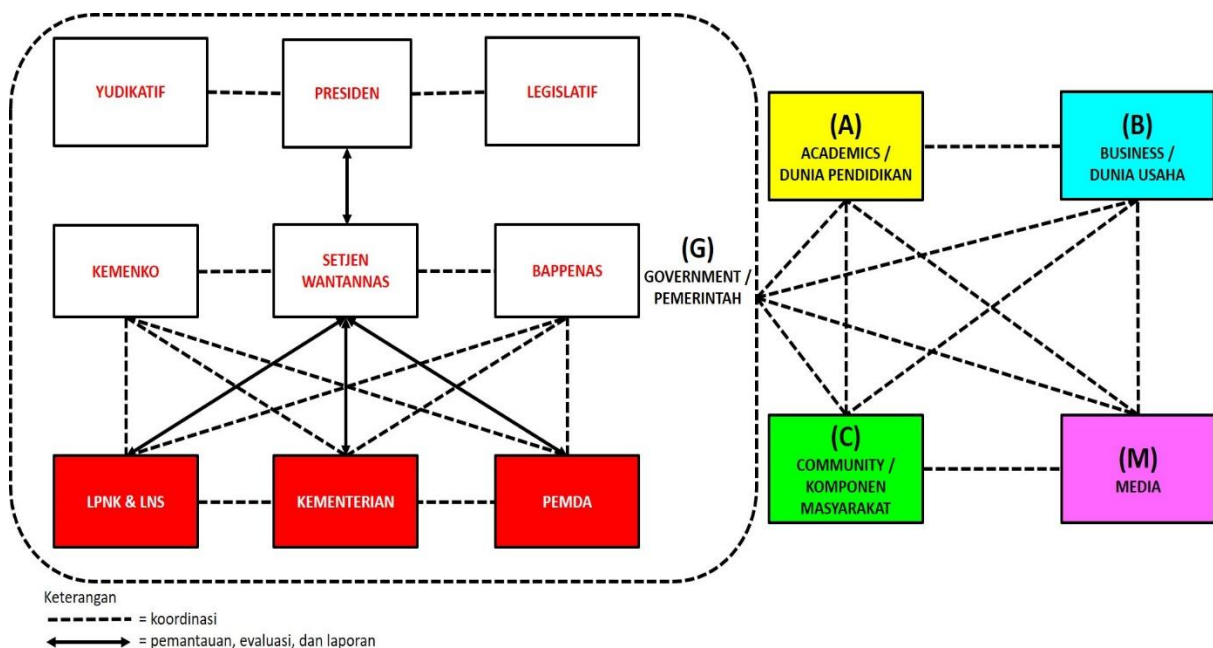 YUDIKATIF
PRESIDEN
LEGISLATIF
KEMENKO
SETJEN
WANTANNAS
BAPPENAS
LPNK & LNS
KEMENTERIAN
PEMDA
(G)
GOVERNMENT /
PEMERINTAH
(A)
ACADEMICS /
DUNIA PENDIDIKAN
(B)
BUSINESS /
DUNIA USAHA
(C)
COMMUNITY /
KOMPONEN
MASYARAKAT
(M)
MEDIA
Keterangan
= koordinasi
= pemantauan, evaluasi, dan laporan